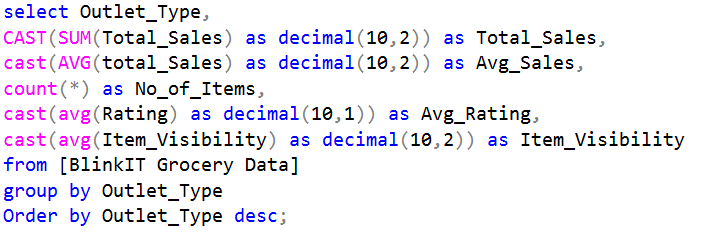 select Outlet_Type,
CAST(SUM(Total_Sales) as decimal(10,2)) as Total_Sales,
cast(AVG(total_Sales) as decimal(10,2)) as Avg_Sales,
count(*) as No_of_Items,
cast(avg(Rating) as decimal(10,1)) as Avg_Rating,
cast(avg(Item_Visibility) as decimal(10,2)) as Item_Visibility
from [BlinkIT Grocery Data]
group by Outlet_Type
Order by Outlet_Type desc;